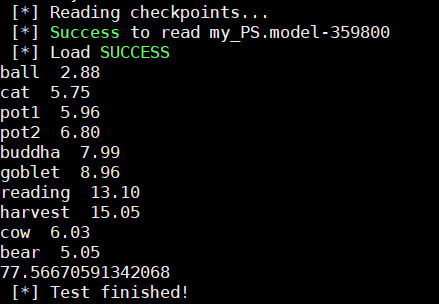 [*] Reading checkpoints...
[*] Success to read my_PS.model-359800
[*] Load SUCCESS
ball 2.88
cat 5.75
pot1 5.96
pot2 6.80
buddha 7.99
goblet 8.96
reading 13.10
harvest 15.05
cow 6.03
bear 5.05
77.56670591342068
[*] Test finished!